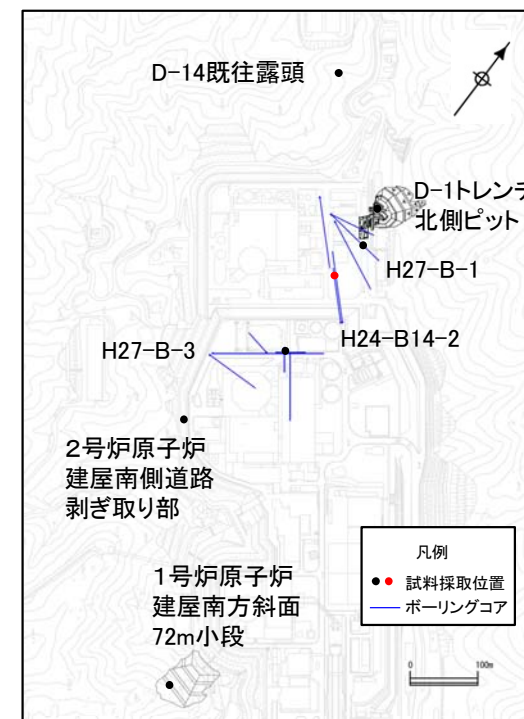 D-14既往露頭
D-1トレンチ
北側ピット
H27-B-1
H24-B14-2
H27-B-3
2号炉原子炉
建屋南側道路
剥ぎ取り部
1号炉原子炉
建屋南方斜面
72m小段
凡例
試料採取位置
ボーリングコア
0 100m